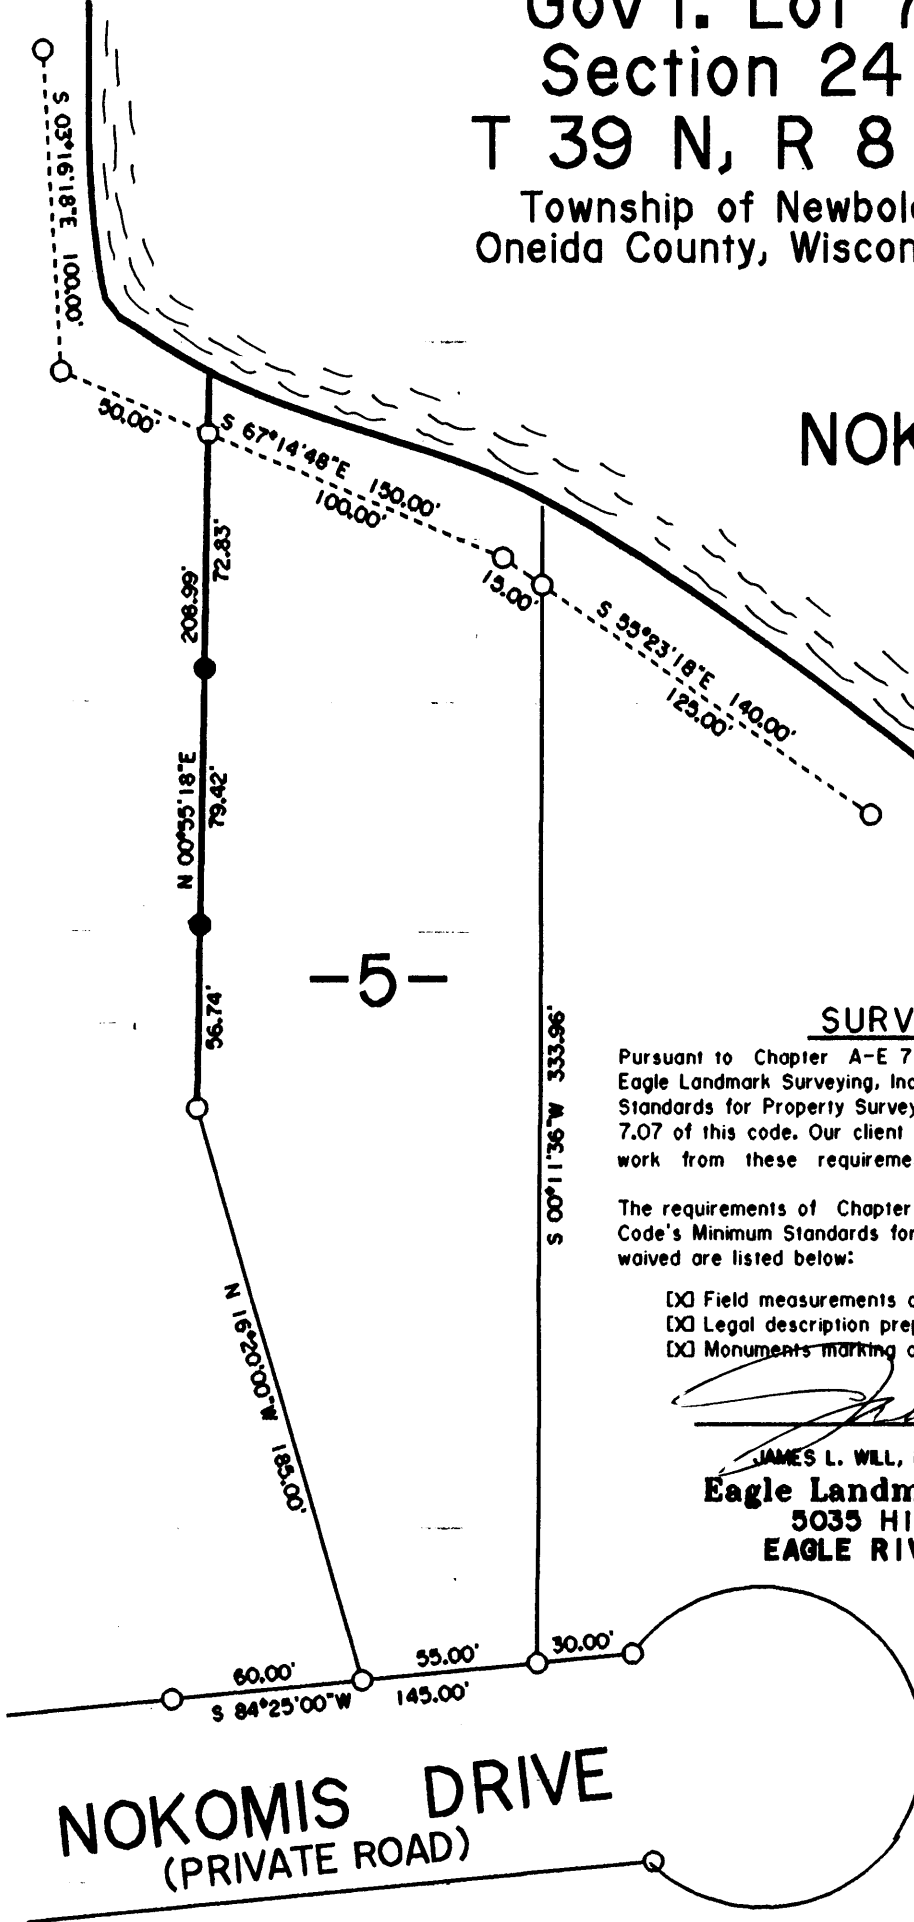 GOV'T. LOT 7
Section 24
T 39 N, R 8
Township of Newbold
Oneida County, Wiscon
S 03°16'18"E 100.00'
50.00'
S 67°14'48"E 150.00'
100.00'
15.00'
S 55°23'18"E 140.00'
125.00'
NOK
72.83'
208.99'
N 00°55'18"E
79.42'
56.74'
-5-
S 00°11'36"W 333.96'
N 16°20'00"W 185.00'
SURV
Pursuant to Chapter A-E 7
Eagle Landmark Surveying, Inc
Standards for Property Survey
7.07 of this code. Our client
work from these requireme
The requirements of Chapter
Code's Minimum Standards for
waived are listed below:
[X] Field measurements
[X] Legal description prep
[X] Monuments marking
JAMES L. WILL,
Eagle Landm
5035 HI
EAGLE RIV
60.00'
55.00'
30.00'
S 84°25'00"W 145.00'
NOKOMIS DRIVE
(PRIVATE ROAD)